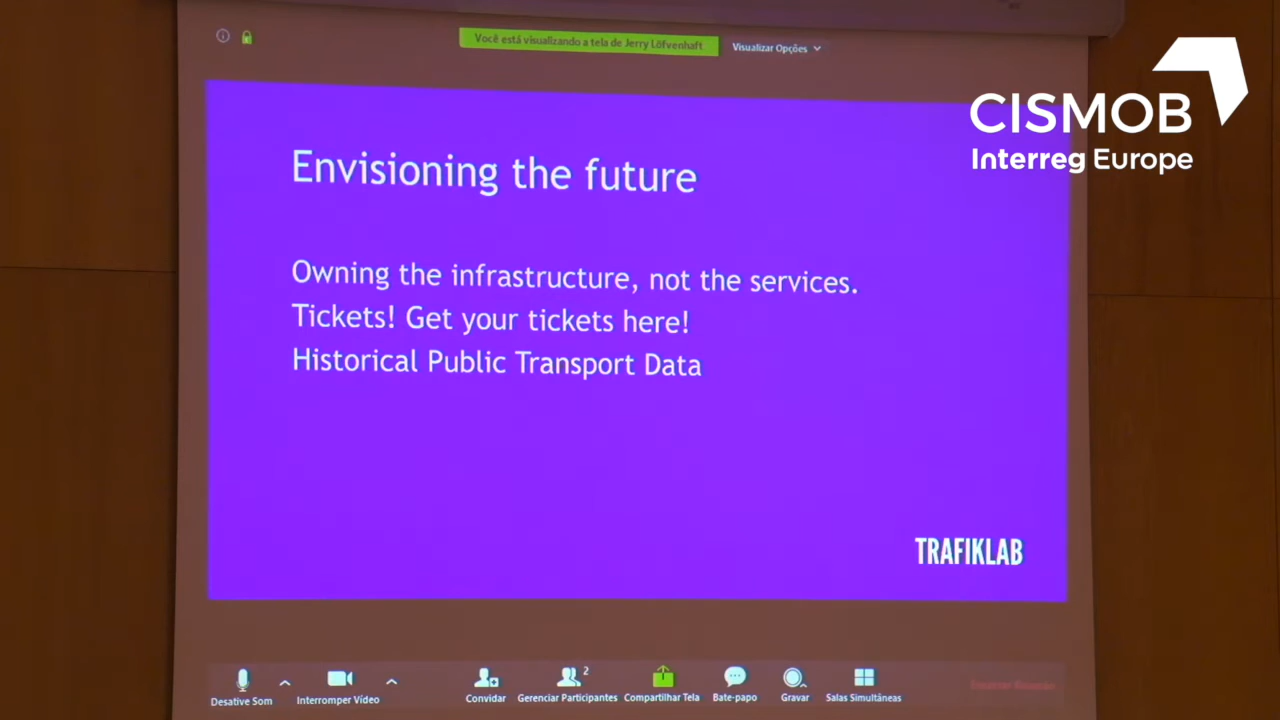 Você está visualizando a tela de Jerry Löfvenhaft
Visualizar Opções
CISMOB
Interreg Europe
Envisioning the future
Owning the infrastructure, not the services.
Tickets! Get your tickets here!
Historical Public Transport Data
TRAFIKLAB
2
Desative Som
Interromper Vídeo
Convidar
Gerenciar Participantes
Compartilhar Tela
Bate-papo
Gravar
Salas Simultâneas